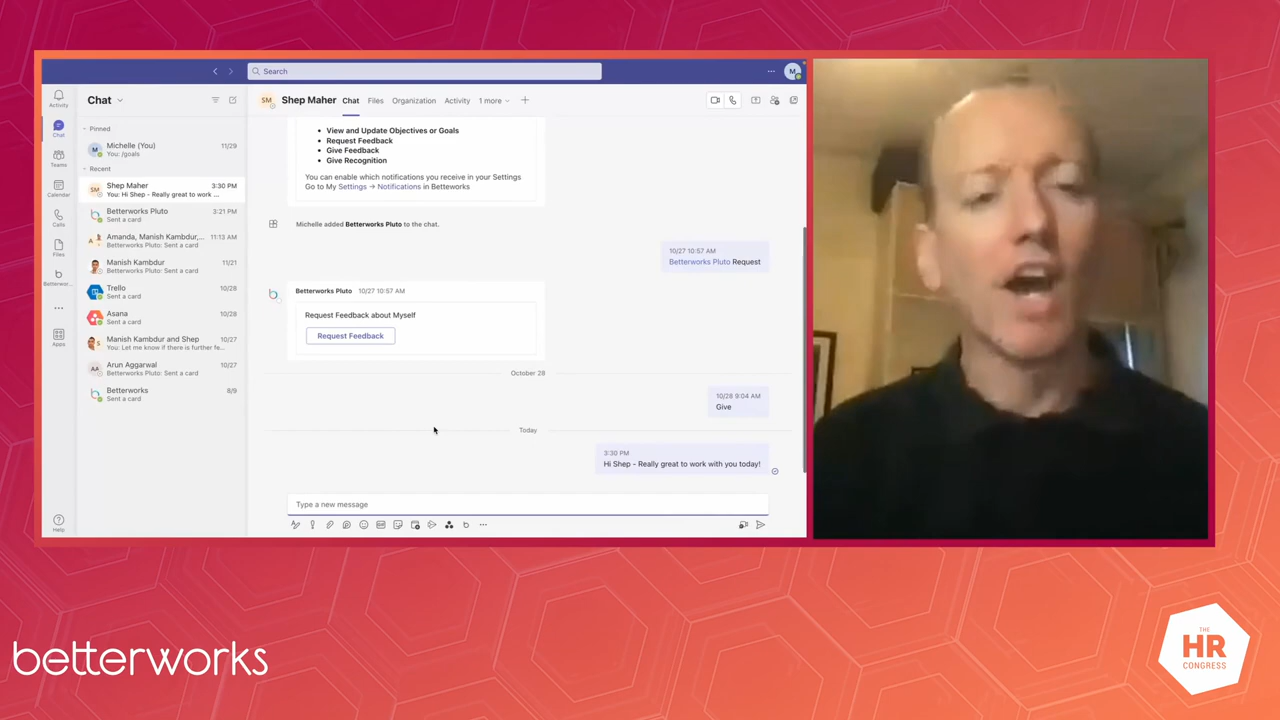 Search
M
Activity
Chat
Teams
Calendar
Calls
Files
Betterwor...
Apps
Help
Chat
Pinned
M
Michelle (You)
11/29
You: /goals
Recent
SM
Shep Maher
3:30 PM
You: Hi Shep - Really great to work ...
Betterworks Pluto
3:21 PM
Sent a card
A
Amanda, Manish Kambdur,...
11:13 AM
Betterworks Pluto: Sent a card
Manish Kambdur
11/21
Betterworks Pluto: Sent a card
Trello
10/28
Sent a card
Asana
10/28
Sent a card
Manish Kambdur and Shep
10/27
You: Let me know if there is further fe...
AA
Arun Aggarwal
10/27
Betterworks Pluto: Sent a card
Betterworks
8/9
Sent a card
SM
Shep Maher
Chat
Files
Organization
Activity
1 more
View and Update Objectives or Goals
Request Feedback
Give Feedback
Give Recognition
You can enable which notifications you receive in your Settings
Go to My Settings → Notifications in Betteworks
Michelle added Betterworks Pluto to the chat.
10/27 10:57 AM
Betterworks Pluto Request
Betterworks Pluto 10/27 10:57 AM
Request Feedback about Myself
Request Feedback
October 28
10/28 9:04 AM
Give
Today
3:30 PM
Hi Shep - Really great to work with you today!
Type a new message
GIF
betterworks
THE
HR
CONGRESS